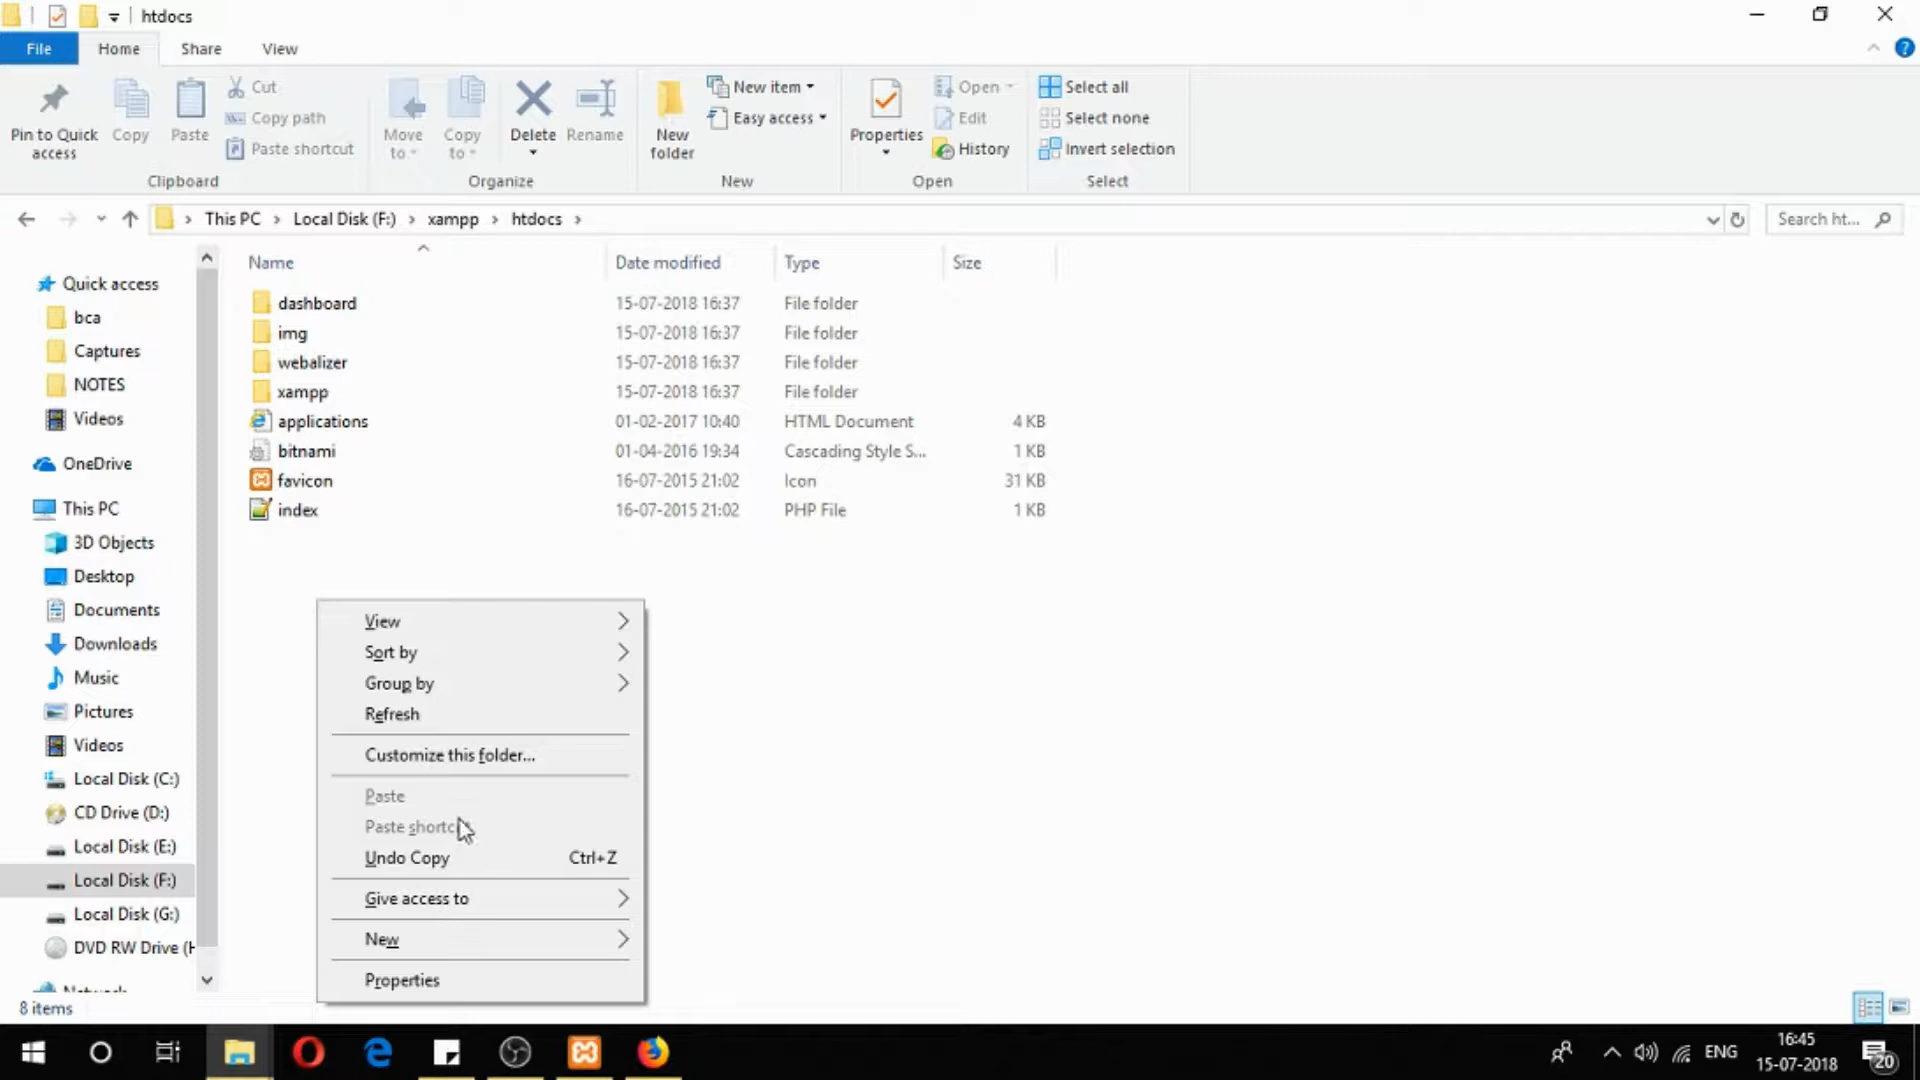 htdocs
File Home Share View
Pin to Quick access
Copy
Paste
Cut
Copy path
Paste shortcut
Clipboard
Move to
Copy to
Delete
Rename
Organize
New folder
New item
Easy access
New
Properties
Open
Edit
History
Open
Select all
Select none
Invert selection
Select
This PC > Local Disk (F:) > xampp > htdocs >
Search ht...
Quick access
bca
Captures
NOTES
Videos
OneDrive
This PC
3D Objects
Desktop
Documents
Downloads
Music
Pictures
Videos
Local Disk (C:)
CD Drive (D:)
Local Disk (E:)
Local Disk (F:)
Local Disk (G:)
DVD RW Drive (H
Name Date modified Type Size
dashboard 15-07-2018 16:37 File folder
img 15-07-2018 16:37 File folder
webalizer 15-07-2018 16:37 File folder
xampp 15-07-2018 16:37 File folder
applications 01-02-2017 10:40 HTML Document 4 KB
bitnami 01-04-2016 19:34 Cascading Style S... 1 KB
favicon 16-07-2015 21:02 Icon 31 KB
index 16-07-2015 21:02 PHP File 1 KB
View
Sort by
Group by
Refresh
Customize this folder...
Paste
Paste shortc
Undo Copy Ctrl+Z
Give access to
New
Properties
8 items
ENG
16:45
15-07-2018
20